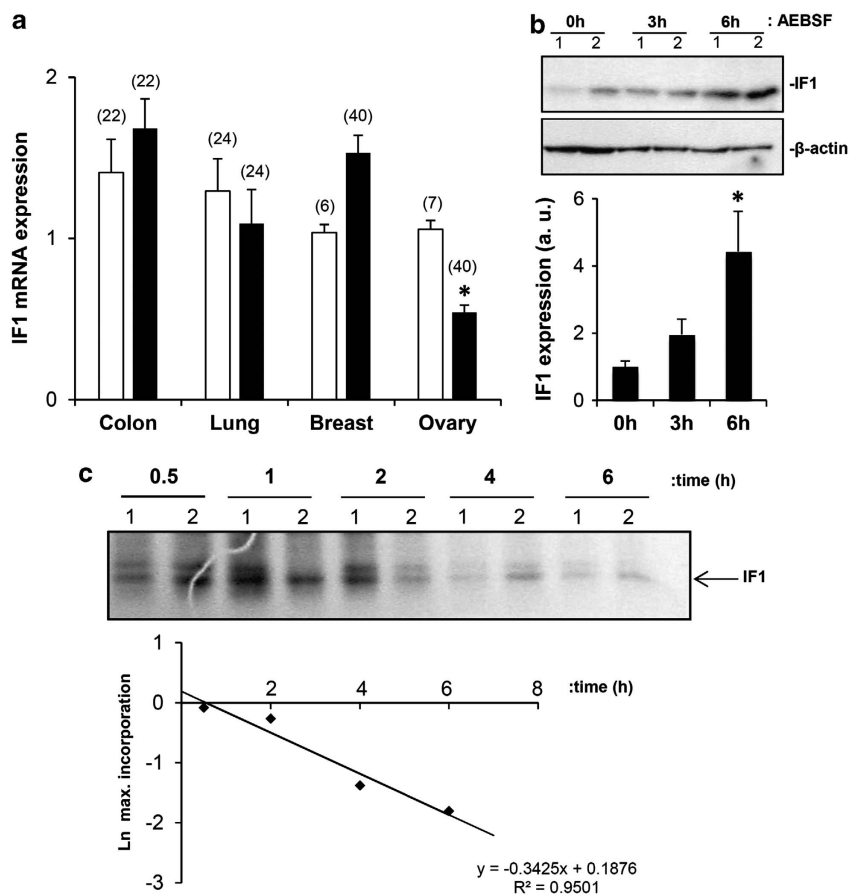 a
IF1 mRNA expression
2
1
0
(22)
(22)
(24)
(24)
(6)
(40)
(7)
(40)
*
Colon
Lung
Breast
Ovary
b
0h
3h
6h
: AEBSF
1
2
1
2
1
2
-IF1
-β-actin
IF1 expression (a. u.)
6
4
2
0
*
0h
3h
6h
c
0.5
1
2
4
6
:time (h)
1
2
1
2
1
2
1
2
1
2
IF1
Ln max. incorporation
1
0
-1
-2
-3
2
4
6
8
:time (h)
y = -0.3425x + 0.1876
R² = 0.9501